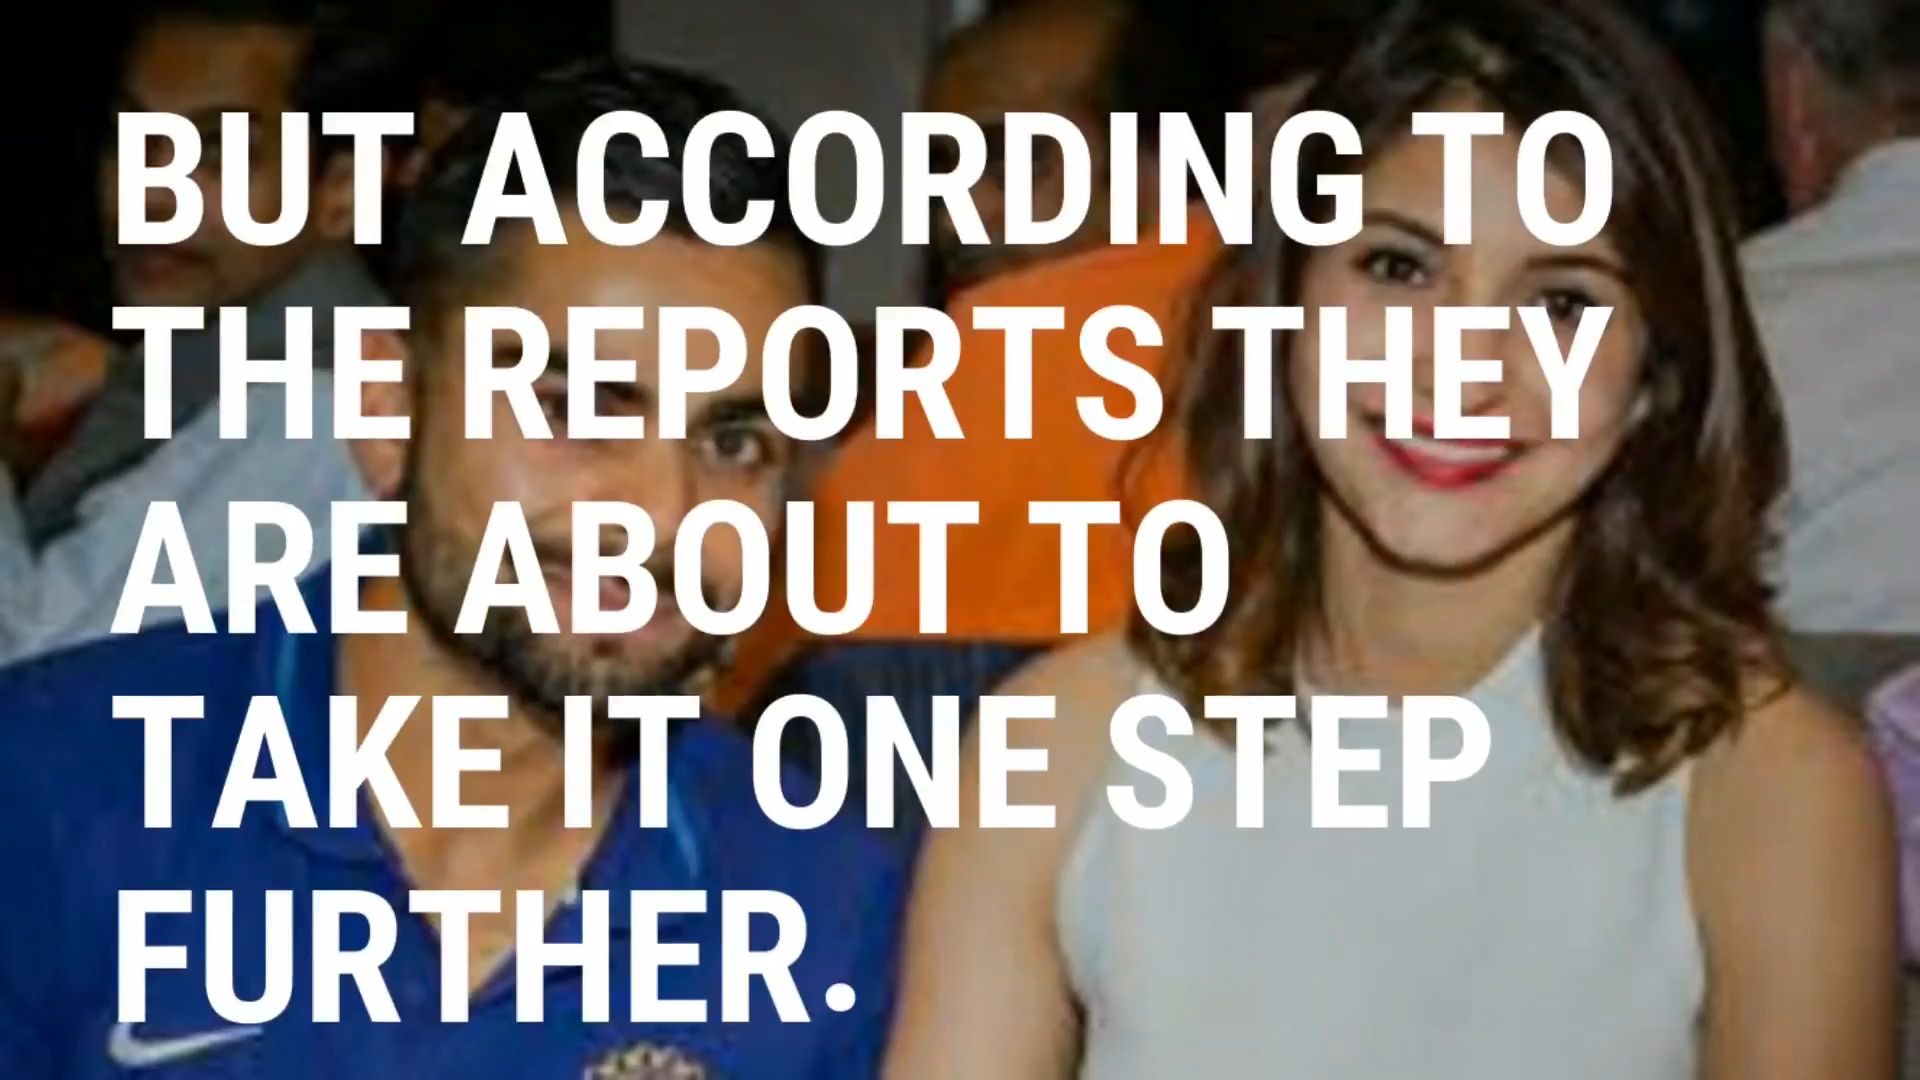 BUT ACCORDING TO
THE REPORTS THEY
ARE ABOUT TO
TAKE IT ONE STEP
FURTHER.